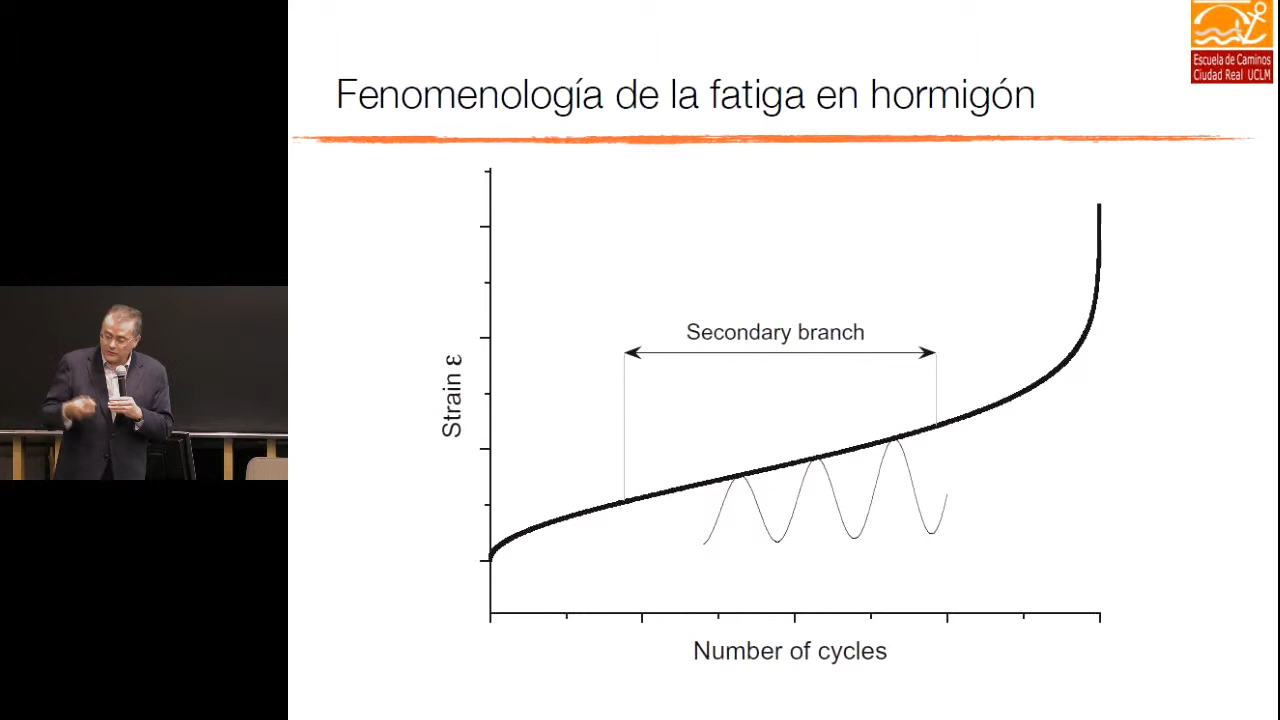 Escuela de Caminos
Ciudad Real UCLM
Fenomenología de la fatiga en hormigón
Secondary branch
Strain ε
Number of cycles